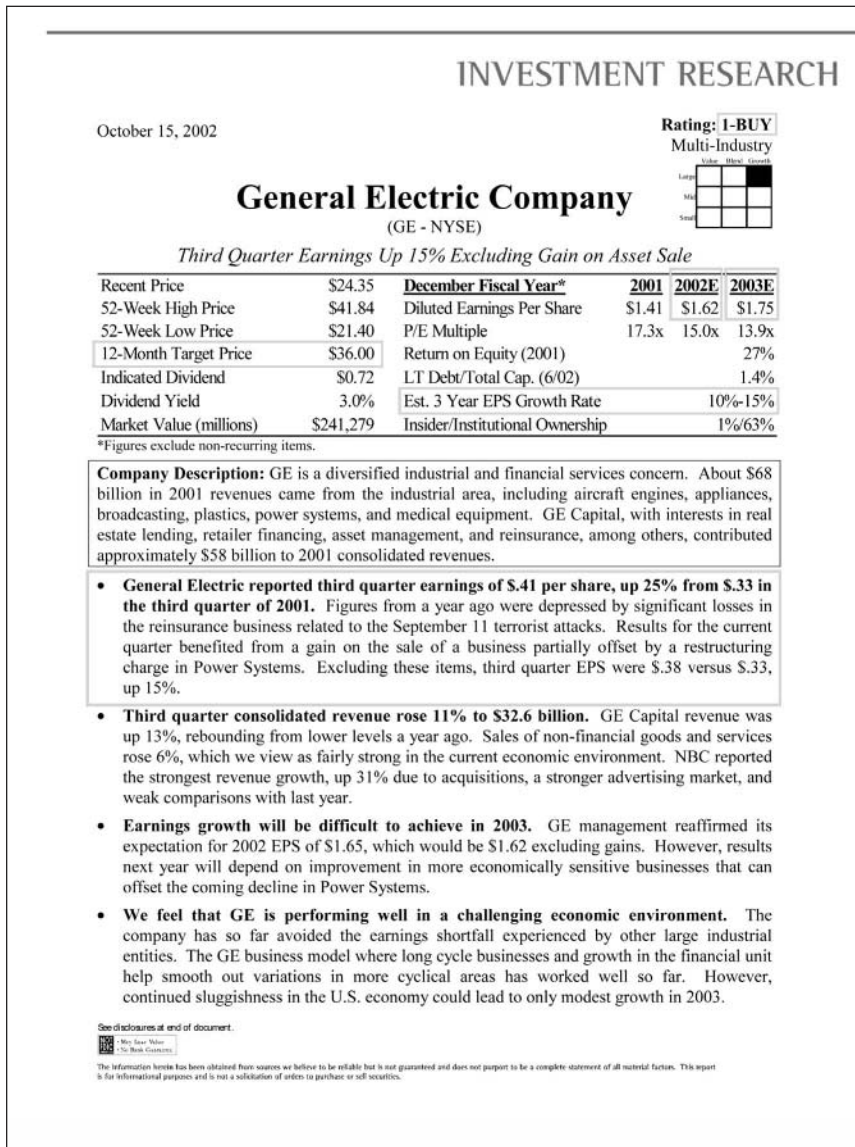 INVESTMENT RESEARCH
October 15, 2002
Rating: 1-BUY
Multi-Industry
Value Blend Growth
Large
Mid
Small
General Electric Company
(GE - NYSE)
Third Quarter Earnings Up 15% Excluding Gain on Asset Sale
Recent Price $24.35 December Fiscal Year* 2001 2002E 2003E
52-Week High Price $41.84 Diluted Earnings Per Share $1.41 $1.62 $1.75
52-Week Low Price $21.40 P/E Multiple 17.3x 15.0x 13.9x
12-Month Target Price $36.00 Return on Equity (2001) 27%
Indicated Dividend $0.72 LT Debt/Total Cap. (6/02) 1.4%
Dividend Yield 3.0% Est. 3 Year EPS Growth Rate 10%-15%
Market Value (millions) $241,279 Insider/Institutional Ownership 1%/63%
*Figures exclude non-recurring items.
Company Description: GE is a diversified industrial and financial services concern. About $68
billion in 2001 revenues came from the industrial area, including aircraft engines, appliances,
broadcasting, plastics, power systems, and medical equipment. GE Capital, with interests in real
estate lending, retailer financing, asset management, and reinsurance, among others, contributed
approximately $58 billion to 2001 consolidated revenues.
• General Electric reported third quarter earnings of $.41 per share, up 25% from $.33 in
the third quarter of 2001. Figures from a year ago were depressed by significant losses in
the reinsurance business related to the September 11 terrorist attacks. Results for the current
quarter benefited from a gain on the sale of a business partially offset by a restructuring
charge in Power Systems. Excluding these items, third quarter EPS were $.38 versus $.33,
up 15%.
• Third quarter consolidated revenue rose 11% to $32.6 billion. GE Capital revenue was
up 13%, rebounding from lower levels a year ago. Sales of non-financial goods and services
rose 6%, which we view as fairly strong in the current economic environment. NBC reported
the strongest revenue growth, up 31% due to acquisitions, a stronger advertising market, and
weak comparisons with last year.
• Earnings growth will be difficult to achieve in 2003. GE management reaffirmed its
expectation for 2002 EPS of $1.65, which would be $1.62 excluding gains. However, results
next year will depend on improvement in more economically sensitive businesses that can
offset the coming decline in Power Systems.
• We feel that GE is performing well in a challenging economic environment. The
company has so far avoided the earnings shortfall experienced by other large industrial
entities. The GE business model where long cycle businesses and growth in the financial unit
help smooth out variations in more cyclical areas has worked well so far. However,
continued sluggishness in the U.S. economy could lead to only modest growth in 2003.
See disclosures at end of document.
• May Lose Value
• No Bank Guarantee
The information herein has been obtained from sources we believe to be reliable but is not guaranteed and does not purport to be a complete statement of all material factors. This report
is for informational purposes and is not a solicitation of orders to purchase or sell securities.